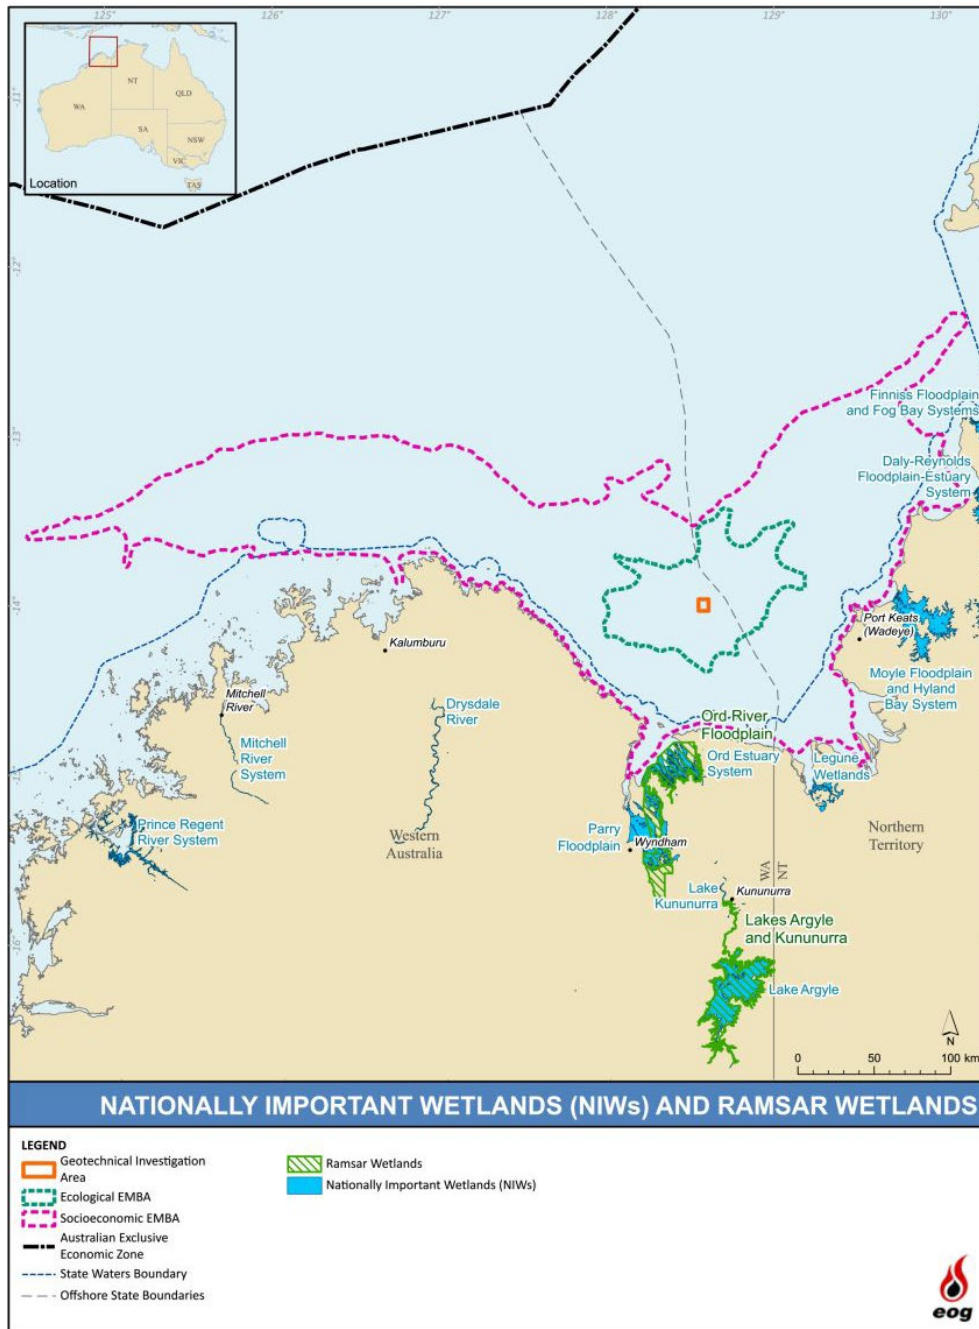 125°
126°
127°
128°
129°
130°
-11°
-12°
-13°
-14°
-16°
NT
WA
QLD
SA
NSW
VIC
TAS
Location
Finniss Floodplain
and Fog Bay Systems
Daly-Reynolds
Floodplain-Estuary
System
Port Keats
(Wadeye)
Moyle Floodplain
and Hyland
Bay System
Kalumburu
Mitchell
River
Mitchell
River
System
Drysdale
River
Ord-River
Floodplain
Ord Estuary
System
Legune
Wetlands
Prince Regent
River System
Western
Australia
Parry
Floodplain
Wyndham
Northern
Territory
WA
NT
Lake
Kununurra
Kununurra
Lakes Argyle
and Kununurra
Lake Argyle
N
0 50 100 km
NATIONALLY IMPORTANT WETLANDS (NIWs) AND RAMSAR WETLANDS
LEGEND
Geotechnical Investigation
Area
Ecological EMBA
Socioeconomic EMBA
Australian Exclusive
Economic Zone
State Waters Boundary
Offshore State Boundaries
Ramsar Wetlands
Nationally Important Wetlands (NIWs)
eog